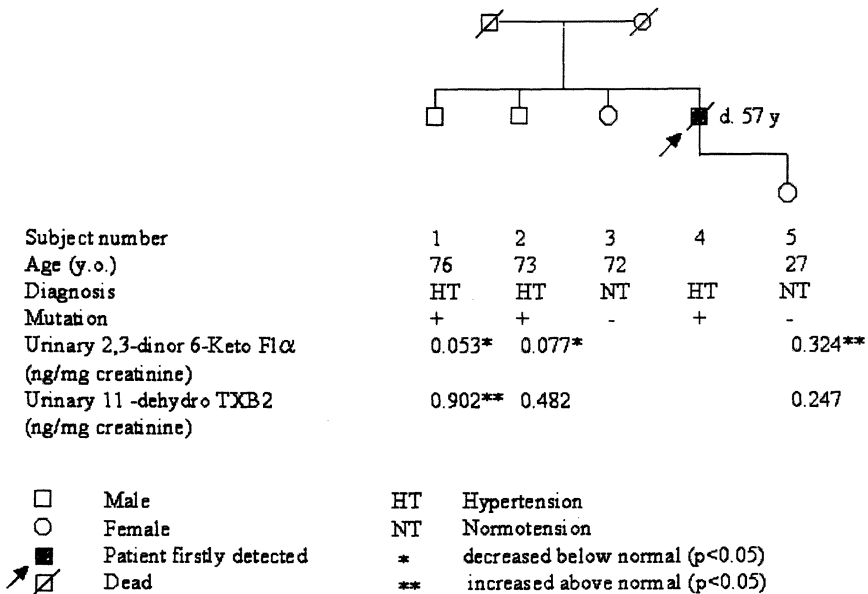 d. 57 y
Subject number 1 2 3 4 5
Age (y.o.) 76 73 72 27
Diagnosis HT HT NT HT NT
Mutation + + - + -
Urinary 2,3-dinor 6-Keto F1α 0.053* 0.077* 0.324**
(ng/mg creatinine)
Urinary 11 -dehydro TXB2 0.902** 0.482 0.247
(ng/mg creatinine)
Male HT Hypertension
Female NT Normotension
Patient firstly detected * decreased below normal (p<0.05)
Dead ** increased above normal (p<0.05)